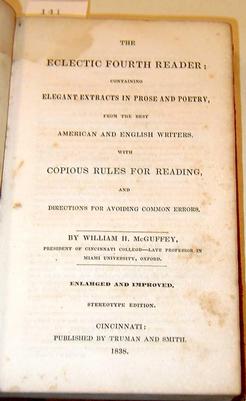 141
THE
ECLECTIC FOURTH READER;
CONTAINING
ELEGANT EXTRACTS IN PROSE AND POETRY,
FROM THE BEST
AMERICAN AND ENGLISH WRITERS.
WITH
COPIOUS RULES FOR READING,
AND
DIRECTIONS FOR AVOIDING COMMON ERRORS.
BY WILLIAM H. McGUFFEY,
PRESIDENT OF CINCINNATI COLLEGE—LATE PROFESSOR IN
MIAMI UNIVERSITY, OXFORD.
ENLARGED AND IMPROVED.
STEREOTYPE EDITION.
CINCINNATI:
PUBLISHED BY TRUMAN AND SMITH.
1838.